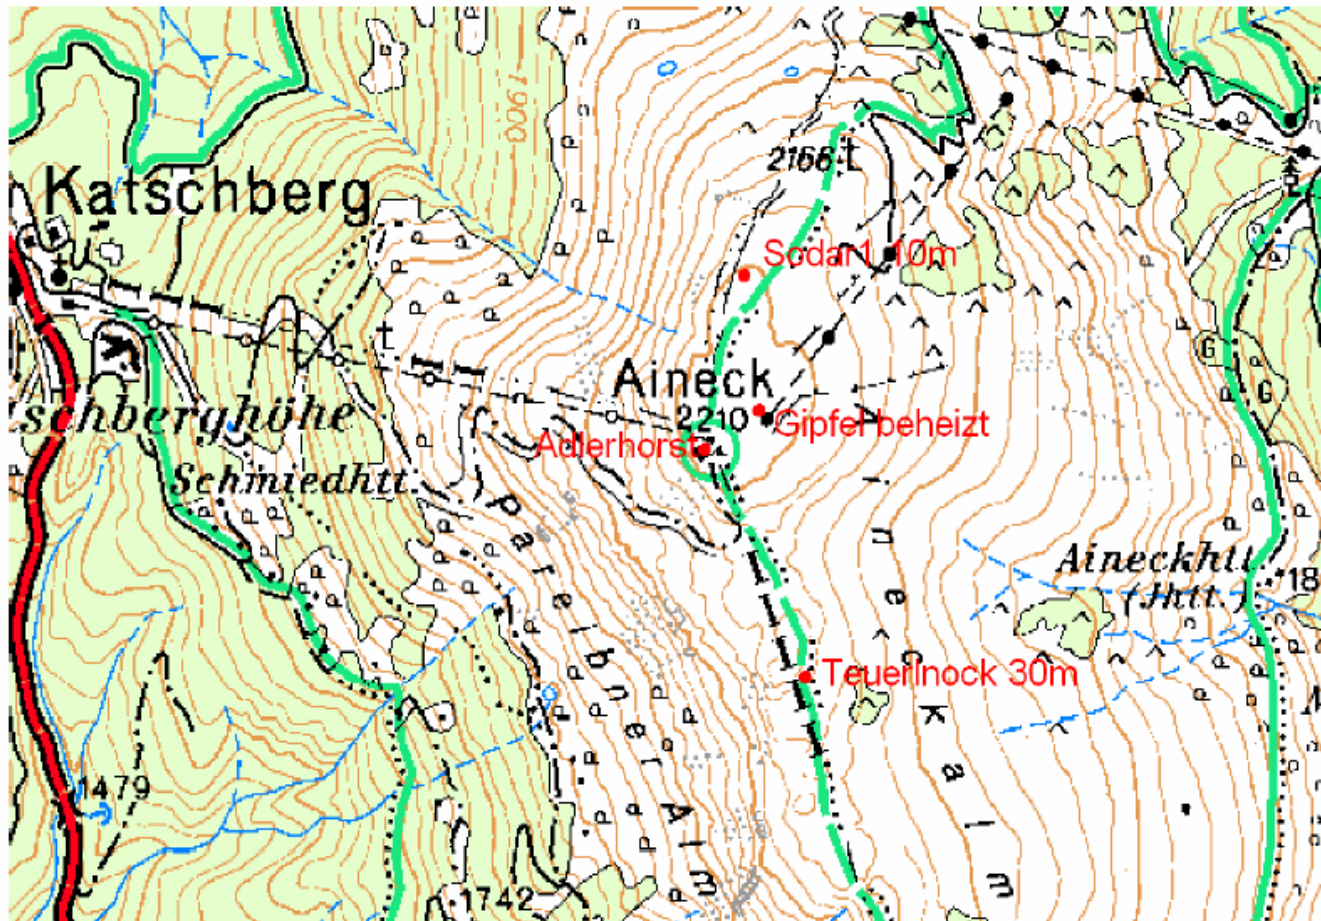 1900
2166
Katschberg
Sodar1 10m
Aineck
2210
Gipfel beheizt
Adlerhorst
Schmiedhtt.
Pareibner Alm
Aineckalm
Aineckhtt.
(Jhtt.)
Teuerlnock 30m
1479
1742